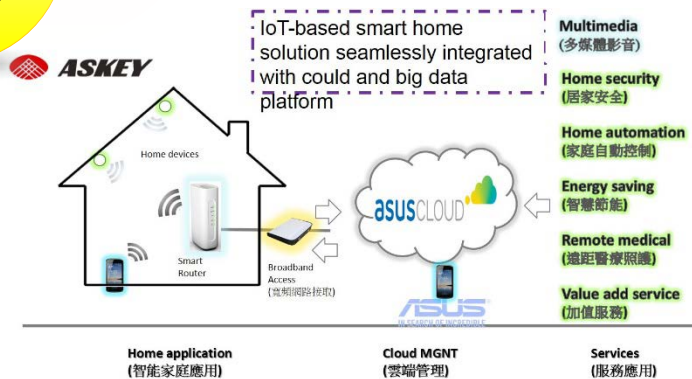 IoT-based smart home
solution seamlessly integrated
with could and big data
platform
ASKEY
Home devices
Smart
Router
Broadband
Access
(寬頻網路接取)
asus CLOUD
ASUS
IN SEARCH OF INCREDIBLE
Multimedia
(多媒體影音)
Home security
(居家安全)
Home automation
(家庭自動控制)
Energy saving
(智慧節能)
Remote medical
(遠距醫療照護)
Value add service
(加值服務)
Home application
(智能家庭應用)
Cloud MGNT
(雲端管理)
Services
(服務應用)